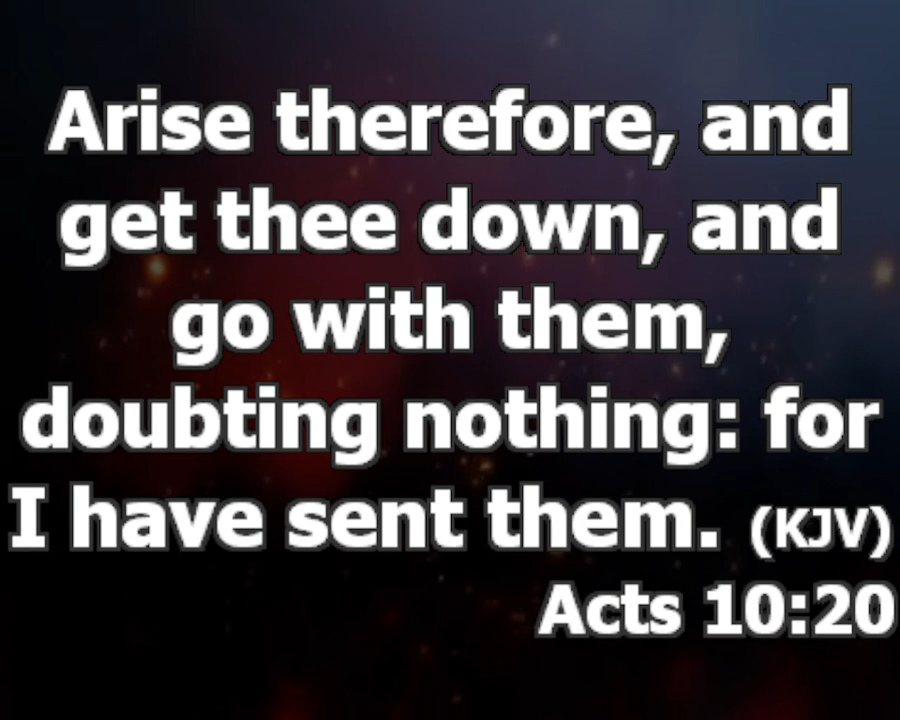 Arise therefore, and
get thee down, and
go with them,
doubting nothing: for
I have sent them. (KJV)
Acts 10:20